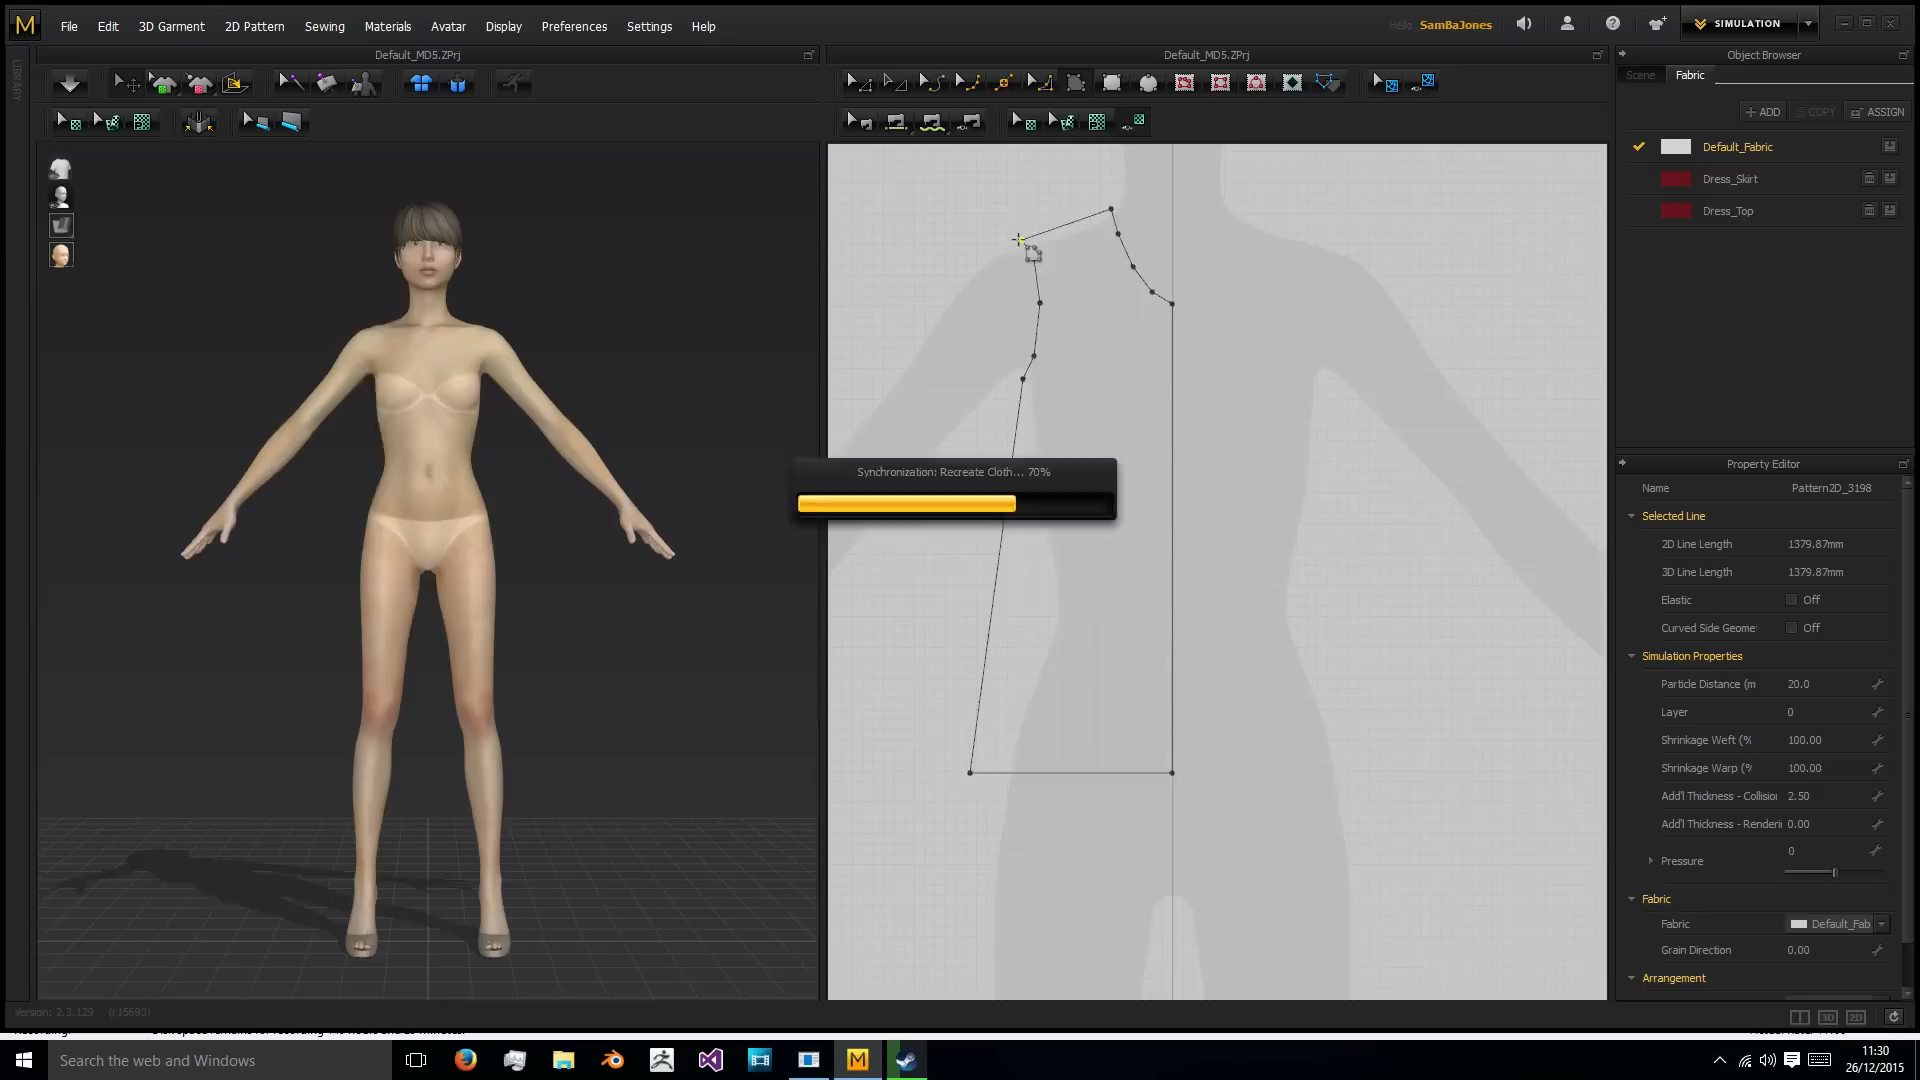 M File Edit 3D Garment 2D Pattern Sewing Materials Avatar Display Preferences Settings Help
Hello SamBaJones
SIMULATION
LIBRARY
Default_MD5.ZPrj
Default_MD5.ZPrj
Object Browser
Scene Fabric
ADD COPY ASSIGN
Default_Fabric
Dress_Skirt
Dress_Top
Synchronization: Recreate Cloth... 70%
Property Editor
Name Pattern2D_3198
Selected Line
2D Line Length 1379.87mm
3D Line Length 1379.87mm
Elastic Off
Curved Side Geome Off
Simulation Properties
Particle Distance (m 20.0
Layer 0
Shrinkage Weft (% 100.00
Shrinkage Warp (% 100.00
Add'l Thickness - Collision 2.50
Add'l Thickness - Renderi 0.00
Pressure 0
Fabric
Fabric Default_Fab
Grain Direction 0.00
Arrangement
Version: 2.3.129 (r15693)
3D 2D
Search the web and Windows
M
11:30
26/12/2015